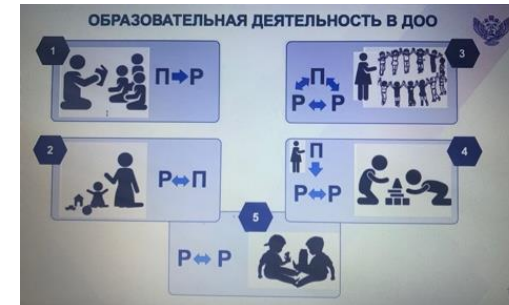 ОБРАЗОВАТЕЛЬНАЯ ДЕЯТЕЛЬНОСТЬ В ДОО
1
П➡Р
2
Р⬌П
3
П
Р⬌Р
4
П
Р⬌Р
5
Р⬌Р